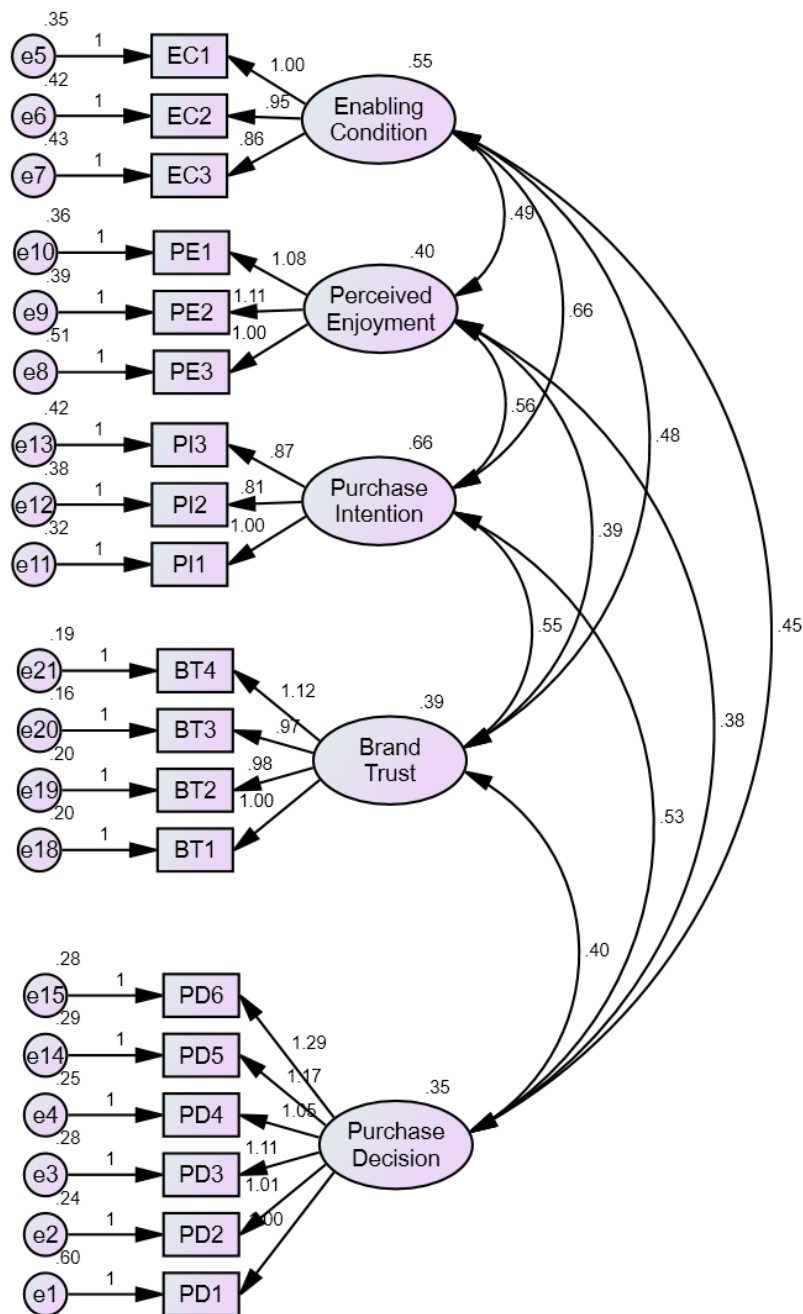 .35
e5 1 EC1 1.00 .55
Enabling
Condition
.42
e6 1 EC2 .95
.43
e7 1 EC3 .86
.49
.36
e10 1 PE1 1.08 .40
Perceived
Enjoyment
.39
e9 1 PE2 1.11
.51
e8 1 PE3 1.00
.66
.56
.42
e13 1 PI3 .87 .66
Purchase
Intention
.38
e12 1 PI2 .81
.32
e11 1 PI1 1.00
.48
.39
.55
.45
.19
e21 1 BT4 1.12 .39
Brand
Trust
.16
e20 1 BT3 .97
.20
e19 1 BT2 .98
.20
e18 1 BT1 1.00
.38
.53
.40
.28
e15 1 PD6 1.29
.29
e14 1 PD5 1.17
.25
e4 1 PD4 1.05 .35
Purchase
Decision
.28
e3 1 PD3 1.11
.24
e2 1 PD2 1.01
.60
e1 1 PD1 1.00